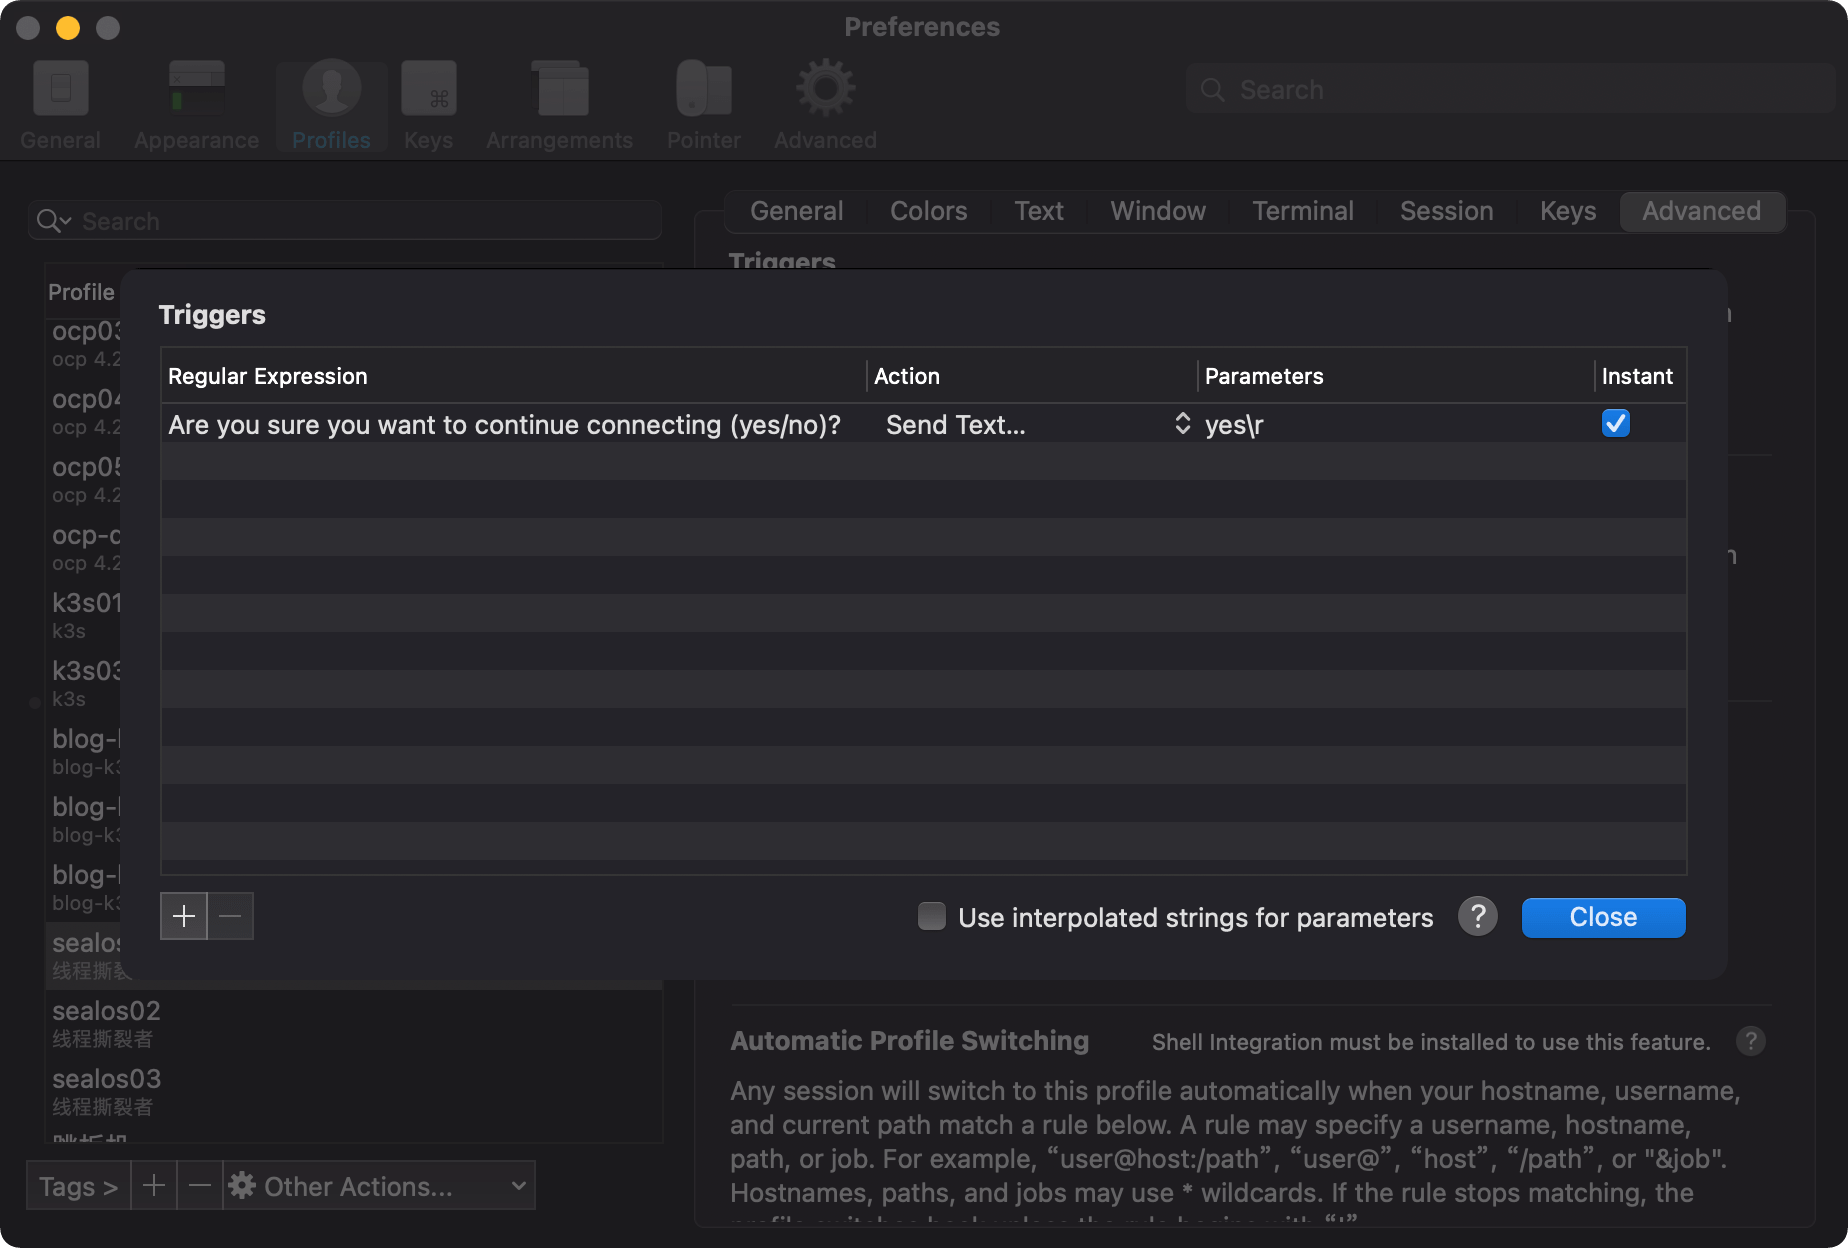 Preferences
General
Appearance
Profiles
Keys
Arrangements
Pointer
Advanced
Search
Search
General
Colors
Text
Window
Terminal
Session
Keys
Advanced
Triggers
Profile
ocp03
ocp 4.2
ocp04
ocp 4.2
ocp05
ocp 4.2
ocp-
ocp 4.2
k3s01
k3s
k3s03
k3s
blog-
blog-k3
blog-
blog-k3
blog-
blog-k3
sealos
线程撕裂
sealos02
线程撕裂者
sealos03
线程撕裂者
Tags >
Other Actions...
Triggers
Regular Expression
Action
Parameters
Instant
Are you sure you want to continue connecting (yes/no)?
Send Text...
yes\r
Use interpolated strings for parameters
?
Close
Automatic Profile Switching
Shell Integration must be installed to use this feature.
?
Any session will switch to this profile automatically when your hostname, username,
and current path match a rule below. A rule may specify a username, hostname,
path, or job. For example, “user@host:/path”, “user@”, “host”, “/path”, or "&job".
Hostnames, paths, and jobs may use * wildcards. If the rule stops matching, the